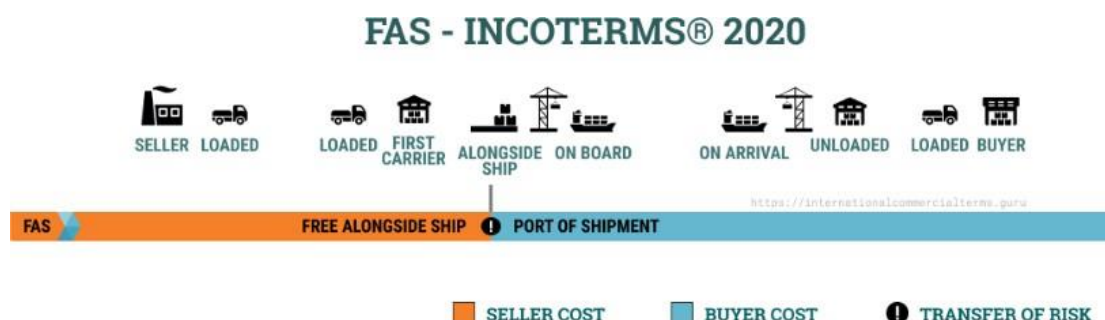 FAS - INCOTERMS® 2020
SELLER LOADED
LOADED FIRST CARRIER
ALONGSIDE SHIP
ON BOARD
ON ARRIVAL
UNLOADED
LOADED BUYER
https://internationalcommercialterms.guru
FAS FREE ALONGSIDE SHIP ! PORT OF SHIPMENT
SELLER COST BUYER COST ! TRANSFER OF RISK